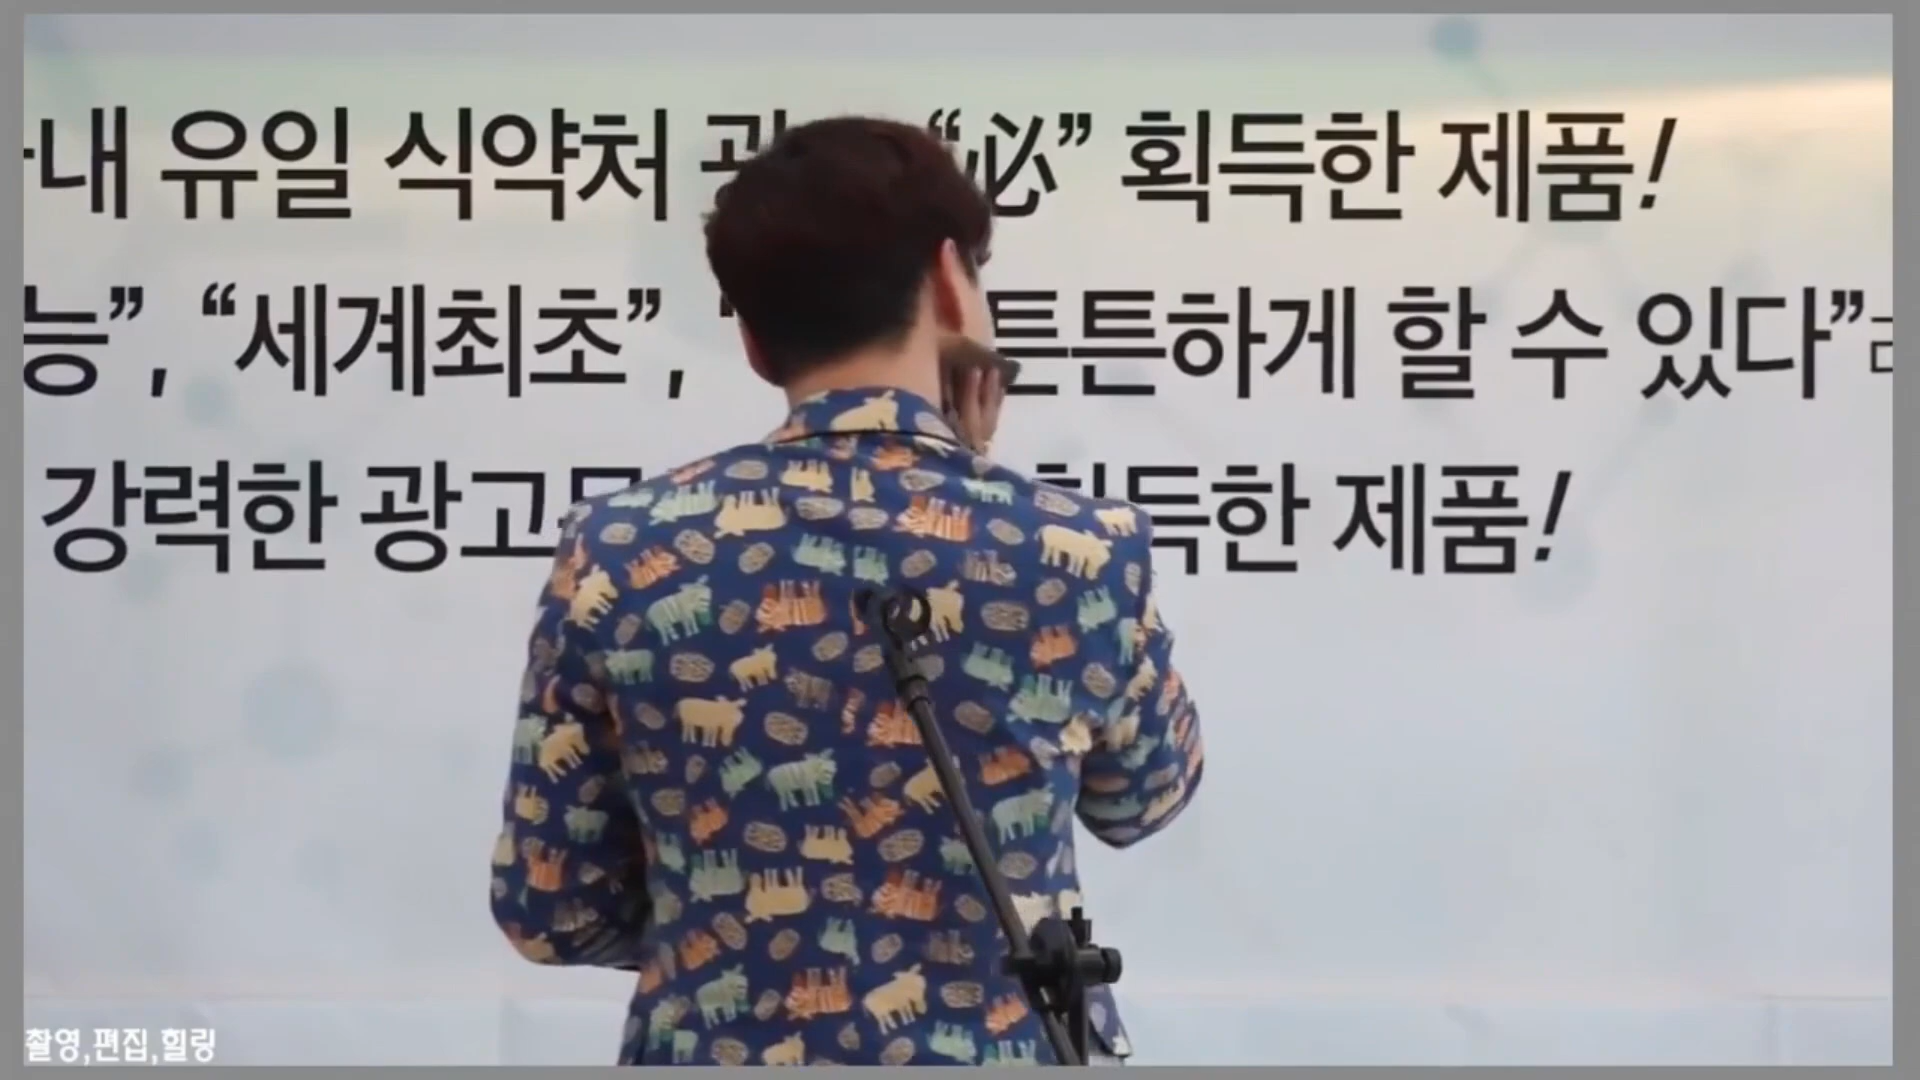 내 유일 식약처 “必” 획득한 제품!
능”, “세계최초”, 튼튼하게 할 수 있다”
강력한 광고 득한 제품!
촬영,편집,힐링